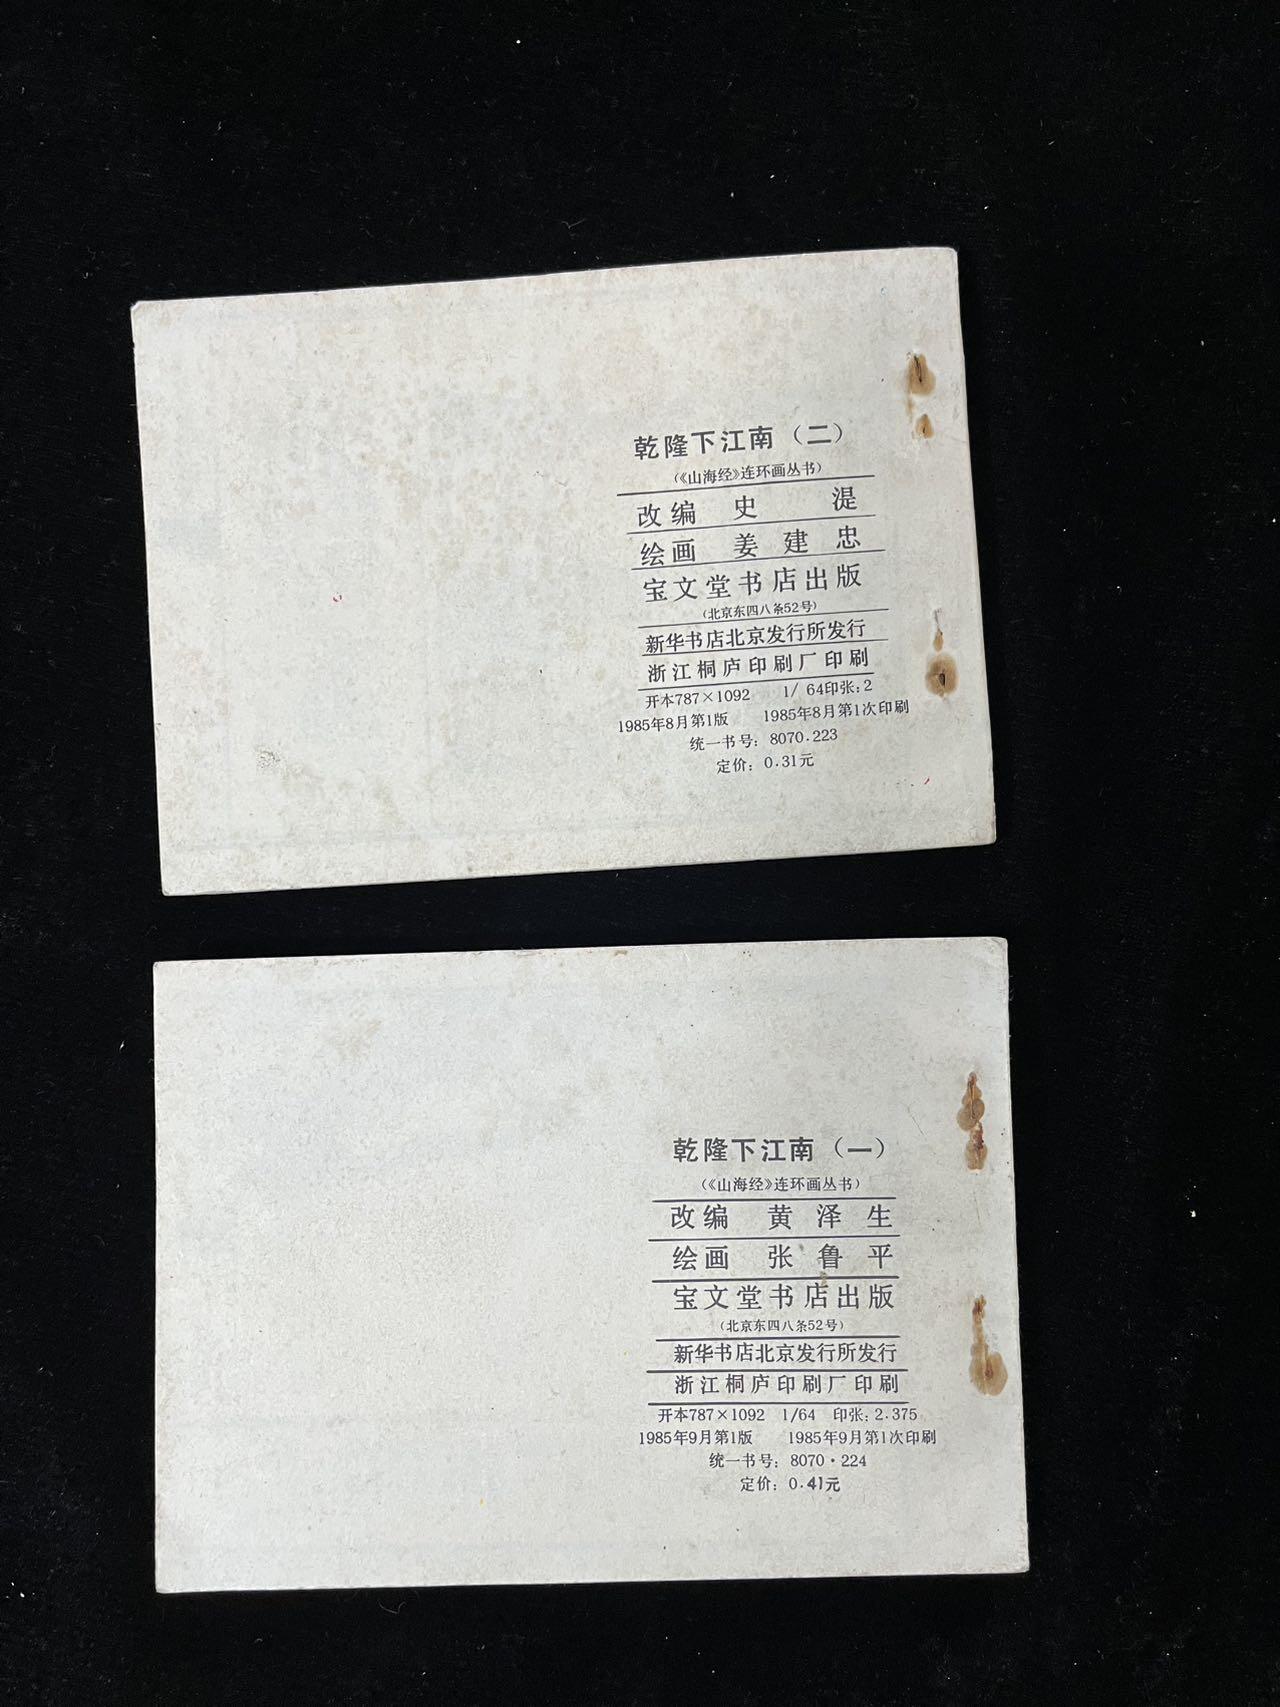 乾隆下江南（二）
（《山海经》连环画丛书）
改编 史 湜
绘画 姜建忠
宝文堂书店出版
（北京东四八条52号）
新华书店北京发行所发行
浙江桐庐印刷厂印刷
开本787×1092 1/64印张:2
1985年8月第1版 1985年8月第1次印刷
统一书号：8070.223
定价：0.31元
乾隆下江南（一）
（《山海经》连环画丛书）
改编 黄泽生
绘画 张鲁平
宝文堂书店出版
（北京东四八条52号）
新华书店北京发行所发行
浙江桐庐印刷厂印刷
开本787×1092 1/64 印张:2.375
1985年9月第1版 1985年9月第1次印刷
统一书号：8070·224
定价：0.41元